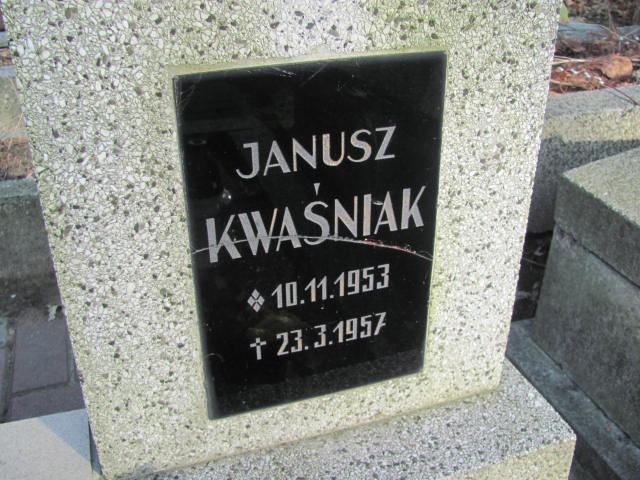 JANUSZ
KWAŚNIAK
❖ 10.11.1953
† 23.3.1957